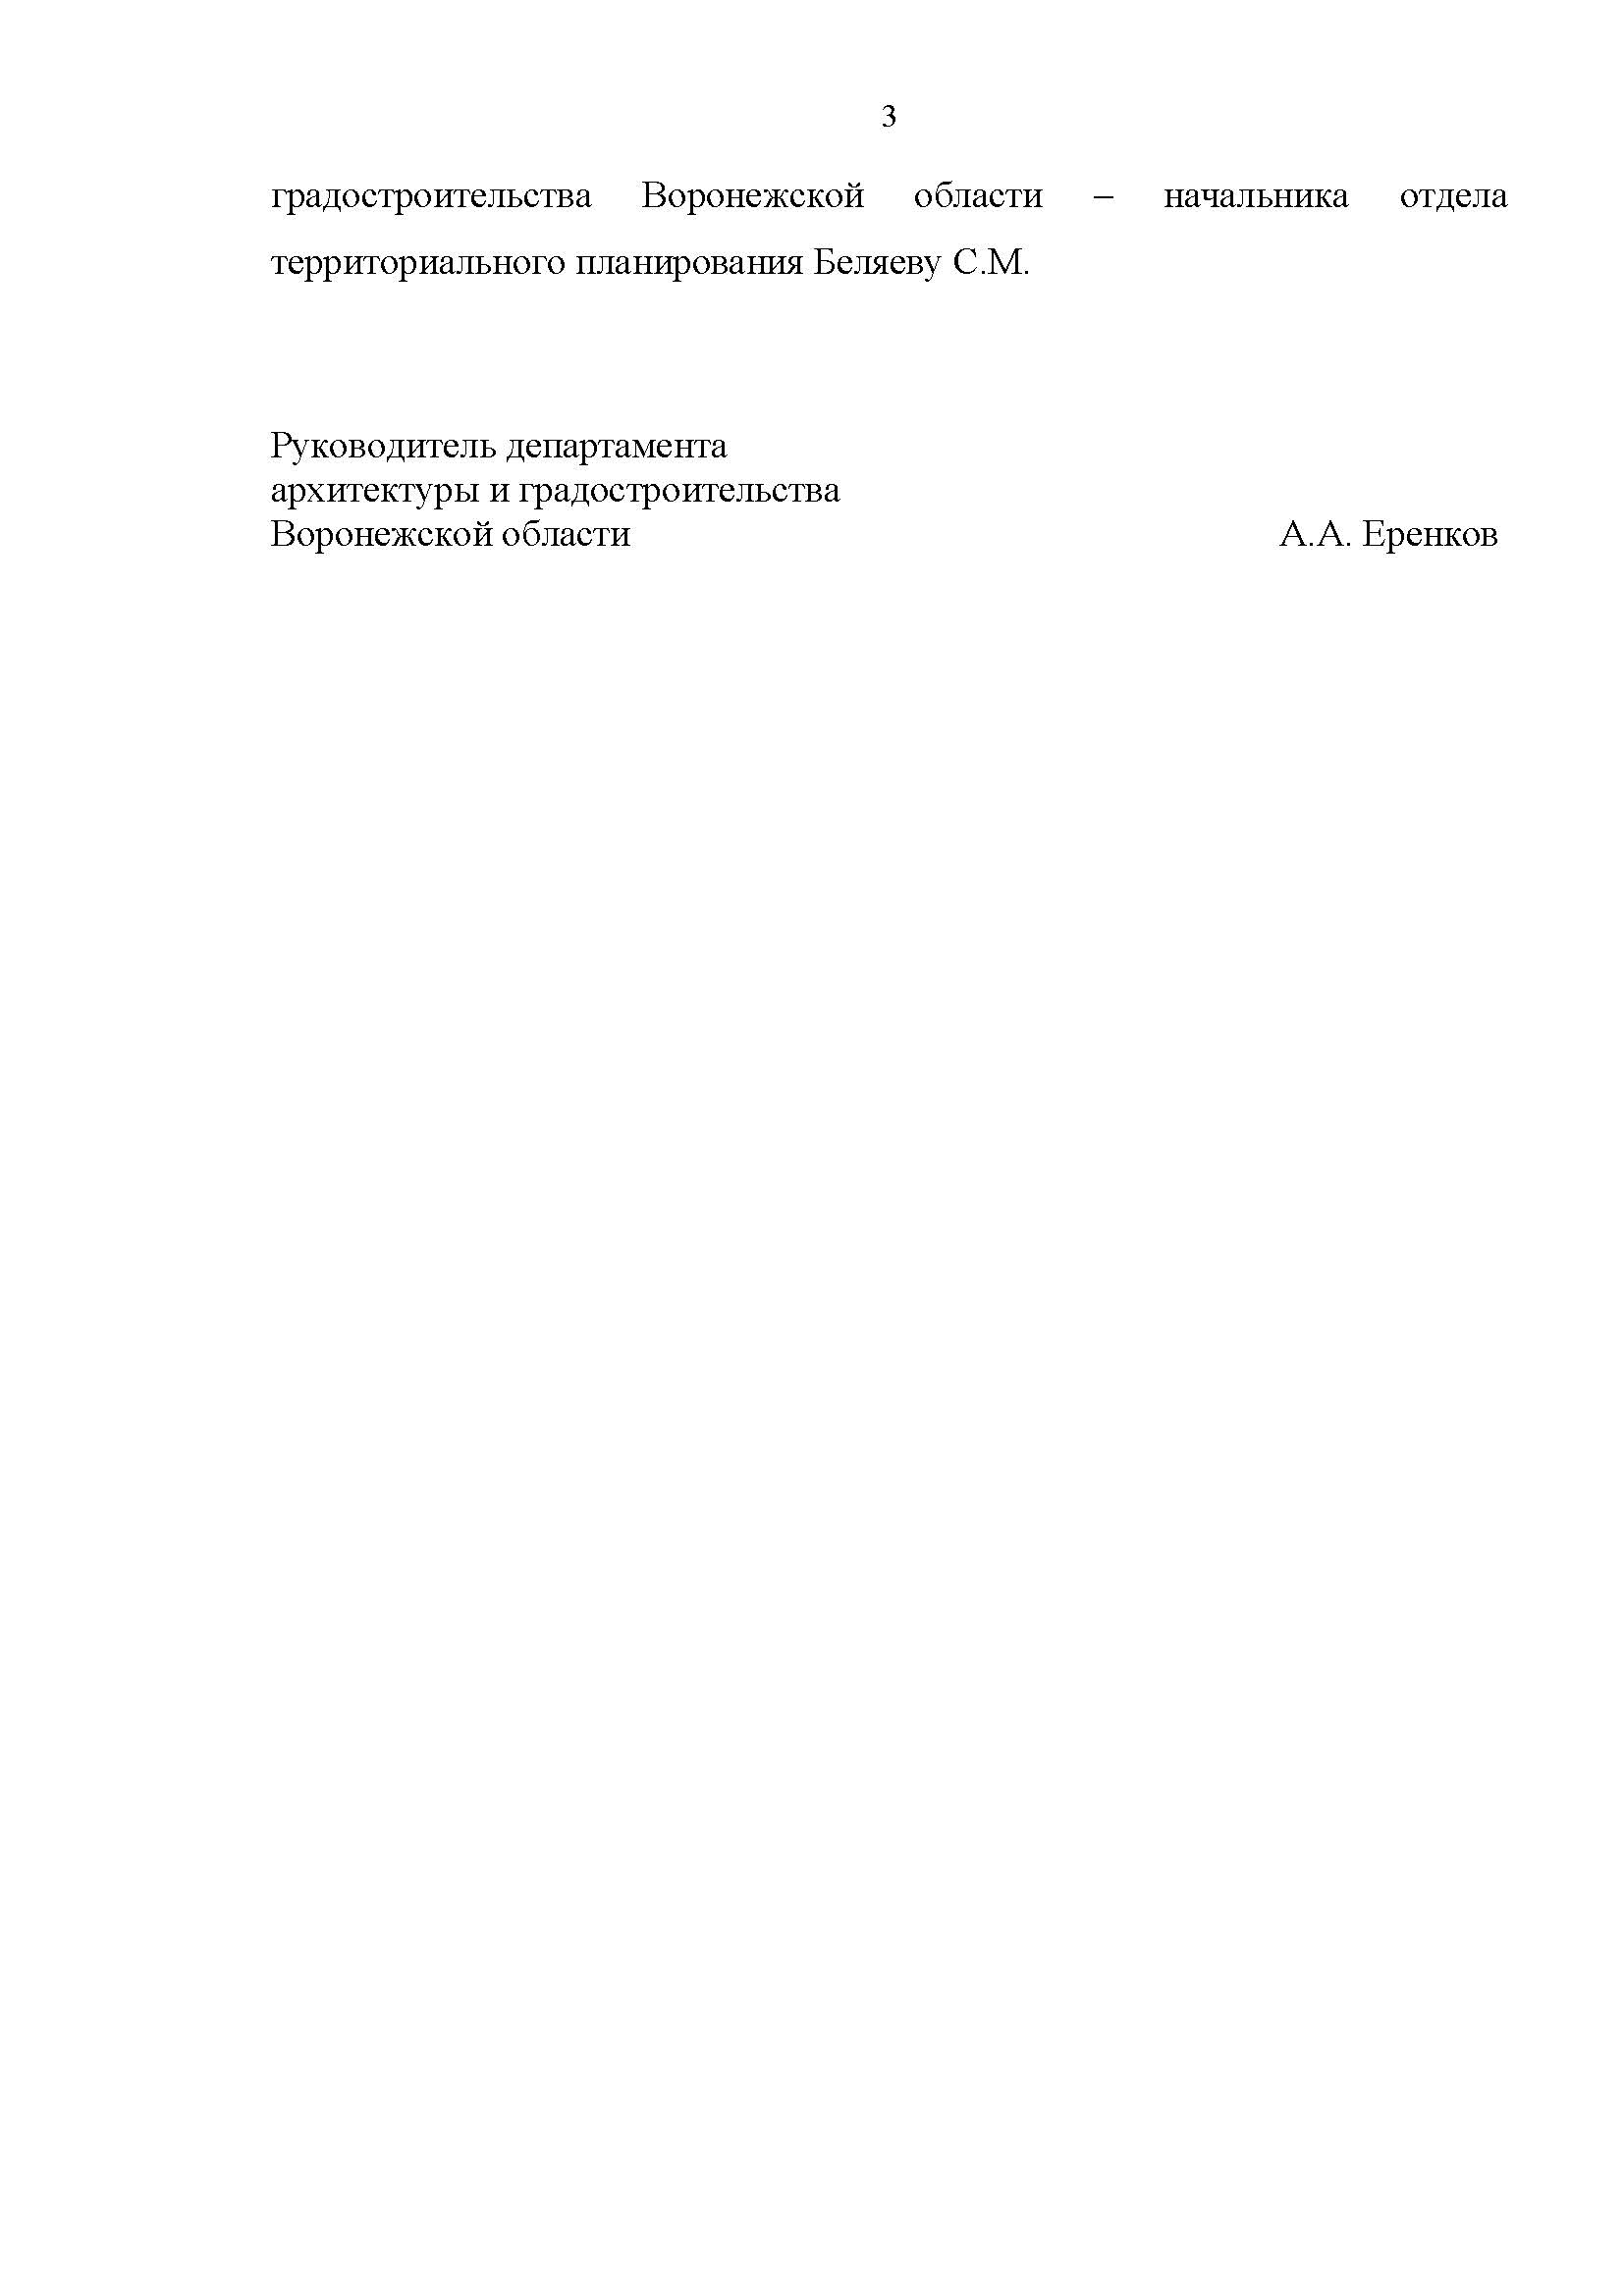 3
градостроительства Воронежской области – начальника отдела
территориального планирования Беляеву С.М.
Руководитель департамента
архитектуры и градостроительства
Воронежской области А.А. Еренков